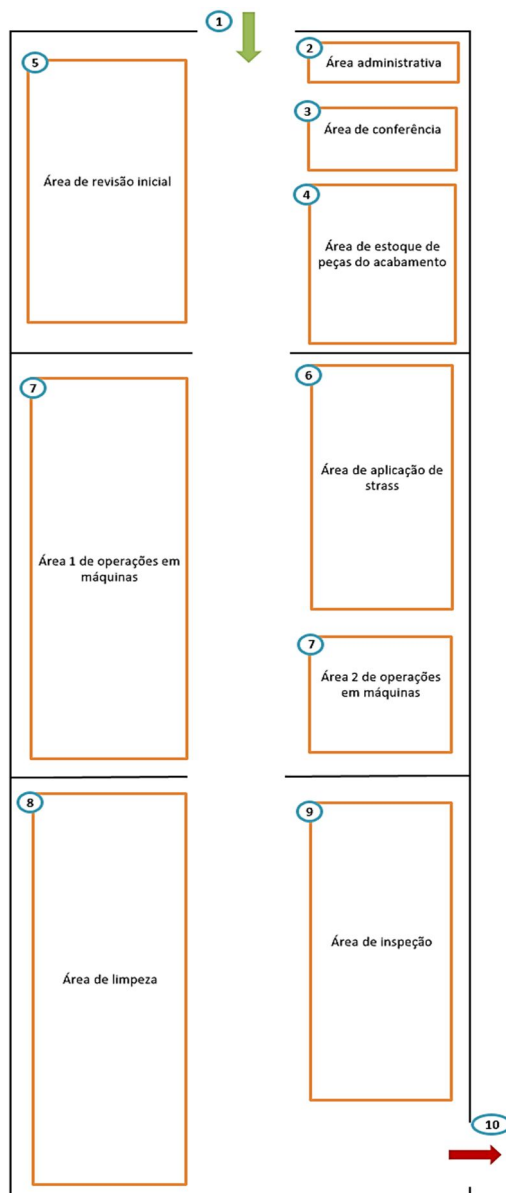 1
2
Área administrativa
5
3
Área de conferência
Área de revisão inicial
4
Área de estoque de
peças do acabamento
6
7
Área de aplicação de
strass
Área 1 de operações em
máquinas
7
Área 2 de operações
em máquinas
8
9
Área de inspeção
Área de limpeza
10